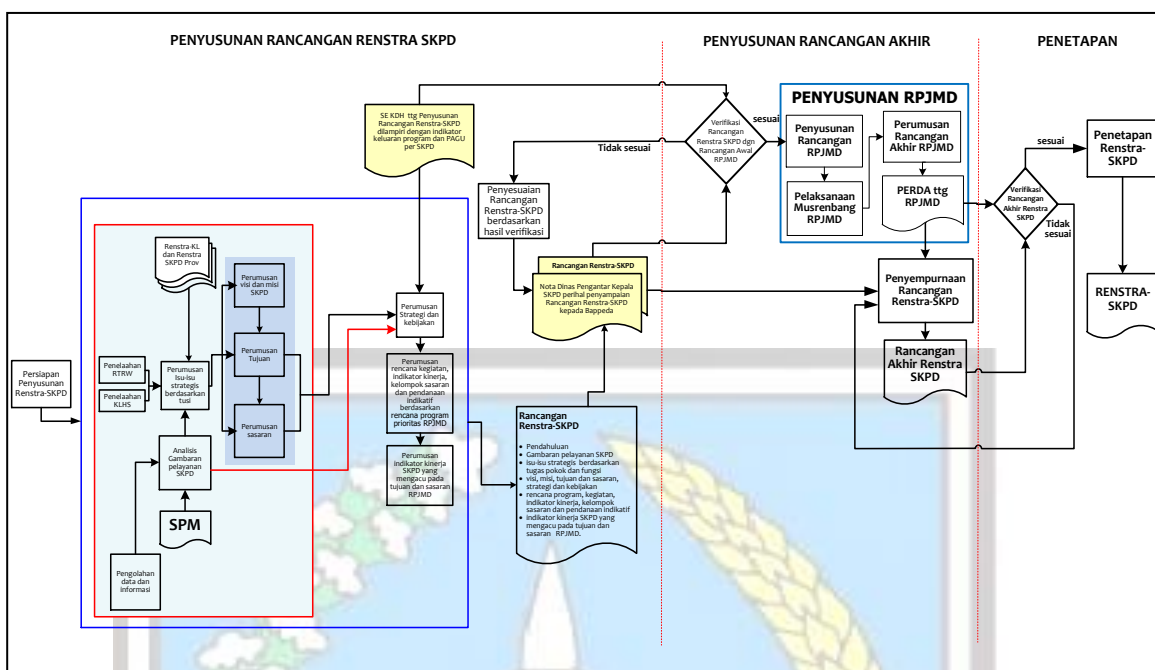 PENYUSUNAN RANCANGAN RENSTRA SKPD
PENYUSUNAN RANCANGAN AKHIR
PENETAPAN
Persiapan
Penyusunan
Renstra-SKPD
Renstra-KL
dan Renstra
SKPD Prov
Penelaahan
RTRW
Penelaahan
KLHS
Perumusan
Isu-isu
strategis
berdasarkan
tusi
Analisis
Gambaran
pelayanan
SKPD
SPM
Pengolahan
data dan
informasi
Perumusan
visi dan misi
SKPD
Perumusan
Tujuan
Perumusan
sasaran
SE KDH ttg Penyusunan
Rancangan Renstra-SKPD
dilampiri dengan indikator
keluaran program dan PAGU
per SKPD
Perumusan
Strategi dan
kebijakan
Perumusan
rencana kegiatan,
indikator kinerja,
kelompok sasaran
dan pendanaan
indikatif
berdasarkan
rencana program
prioritas RPJMD
Perumusan
indikator kinerja
SKPD yang
mengacu pada
tujuan dan sasaran
RPJMD
Tidak sesuai
Penyesuaian
Rancangan
Renstra-SKPD
berdasarkan
hasil verifikasi
Rancangan Renstra-SKPD
Nota Dinas Pengantar Kepala
SKPD perihal penyampaian
Rancangan Renstra-SKPD
kepada Bappeda
Rancangan
Renstra-SKPD
• Pendahuluan
• Gambaran pelayanan SKPD
• isu-isu strategis berdasarkan
tugas pokok dan fungsi
• visi, misi, tujuan dan sasaran,
strategi dan kebijakan
• rencana program, kegiatan,
indikator kinerja, kelompok
sasaran dan pendanaan indikatif
• indikator kinerja SKPD yang
mengacu pada tujuan dan
sasaran RPJMD.
Verifikasi
Rancangan
Renstra SKPD dgn
Rancangan Awal
RPJMD
sesuai
PENYUSUNAN RPJMD
Penyusunan
Rancangan
RPJMD
Pelaksanaan
Musrenbang
RPJMD
Perumusan
Rancangan
Akhir RPJMD
PERDA ttg
RPJMD
Penyempurnaan
Rancangan
Renstra-SKPD
Rancangan
Akhir Renstra
SKPD
Verifikasi
Rancangan
Akhir Renstra
SKPD
sesuai
Tidak
sesuai
Penetapan
Renstra-
SKPD
RENSTRA-
SKPD